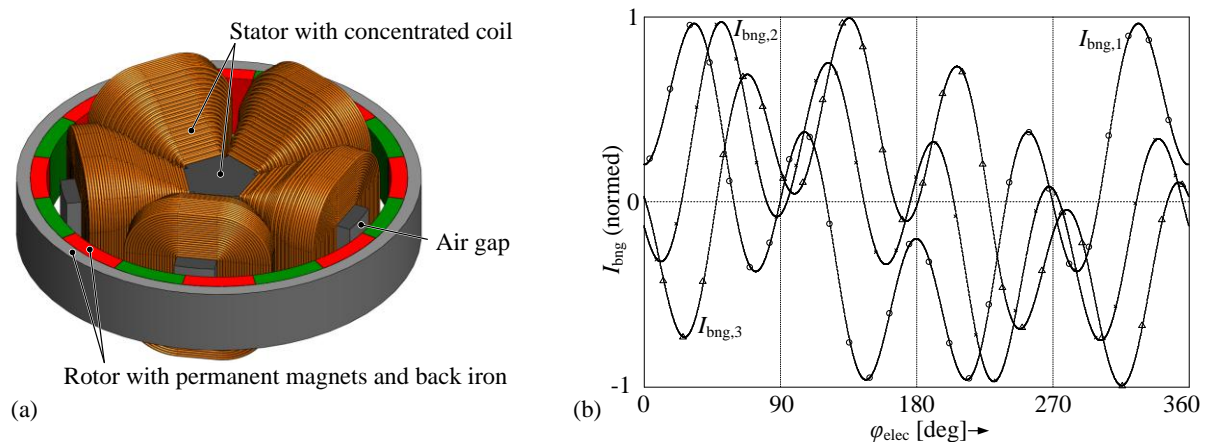 Stator with concentrated coil
Air gap
Rotor with permanent magnets and back iron
(a)
1
0
-1
I_bng (normed)
I_bng,2
I_bng,1
I_bng,3
0 90 180 270 360
φ_elec [deg]→
(b)